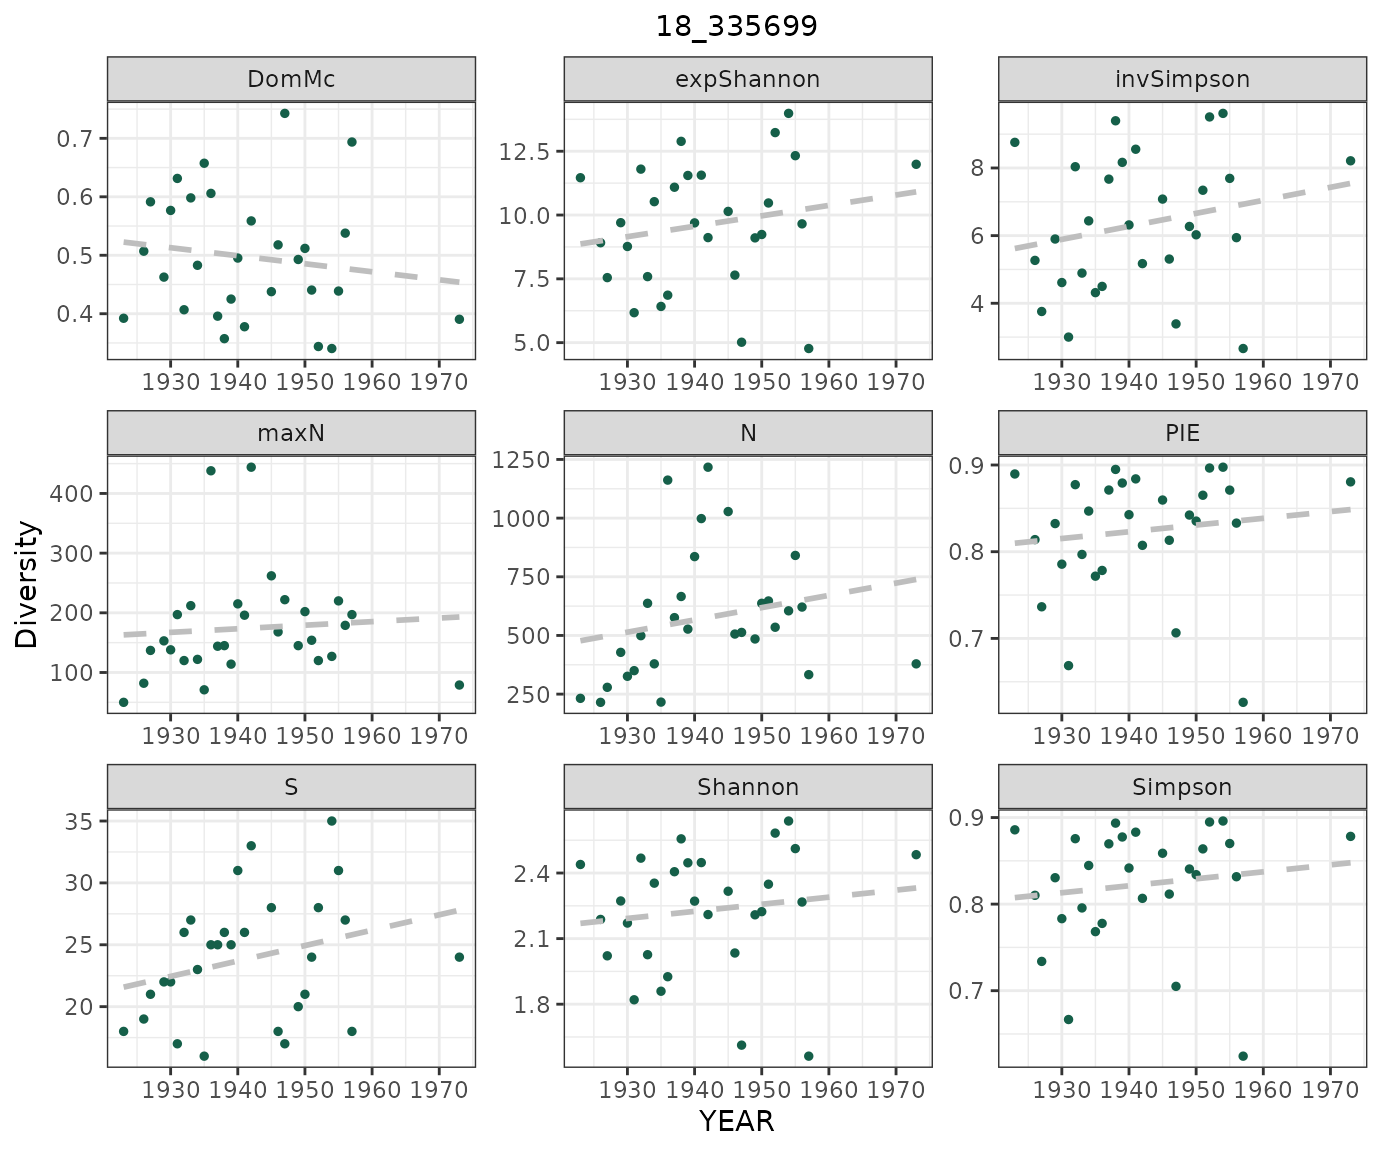 18_335699
DomMc expShannon invSimpson
0.7
0.6
0.5
0.4
1930 1940 1950 1960 1970
12.5
10.0
7.5
5.0
1930 1940 1950 1960 1970
8
6
4
1930 1940 1950 1960 1970
Diversity
maxN N PIE
400
300
200
100
1930 1940 1950 1960 1970
1250
1000
750
500
250
1930 1940 1950 1960 1970
0.9
0.8
0.7
1930 1940 1950 1960 1970
S Shannon Simpson
35
30
25
20
1930 1940 1950 1960 1970
2.4
2.1
1.8
1930 1940 1950 1960 1970
0.9
0.8
0.7
1930 1940 1950 1960 1970
YEAR